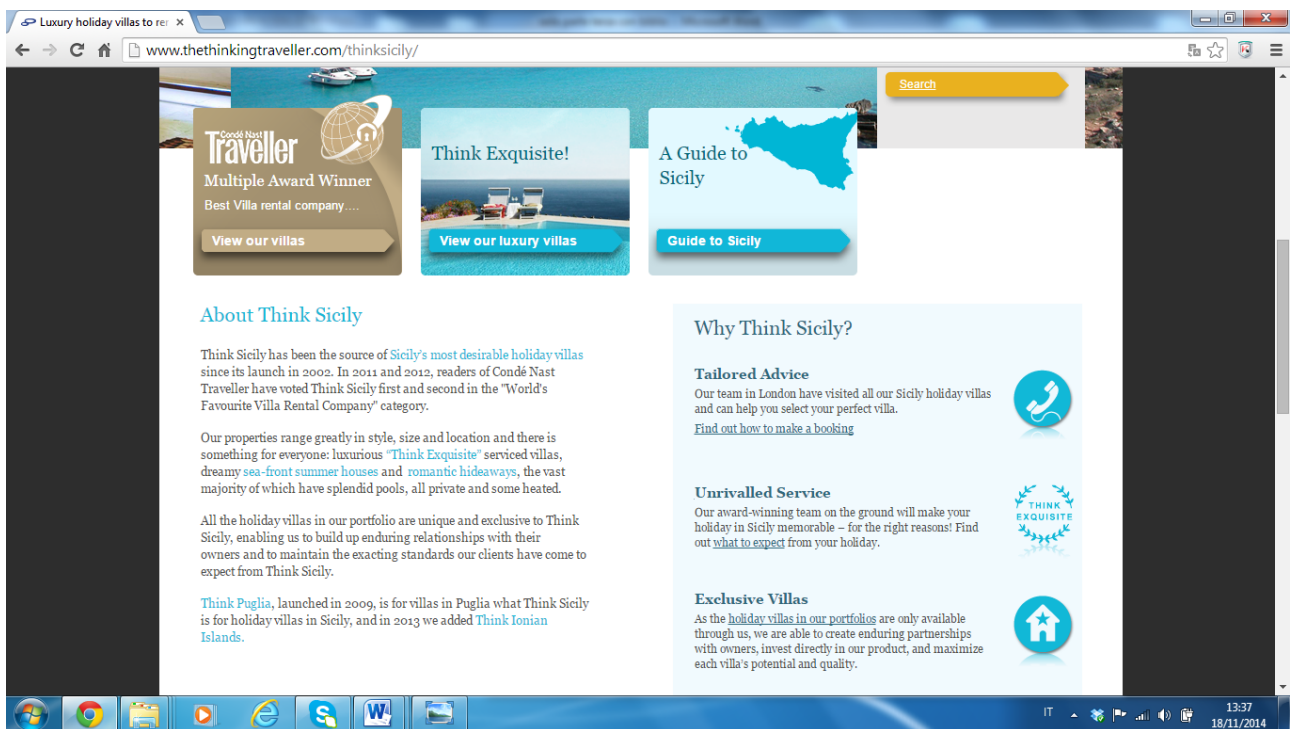 Luxury holiday villas to rer
www.thethinkingtraveller.com/thinksicily/
Search
Condé Nast
Traveller
Multiple Award Winner
Best Villa rental company....
View our villas
Think Exquisite!
View our luxury villas
A Guide to
Sicily
Guide to Sicily
About Think Sicily
Think Sicily has been the source of Sicily's most desirable holiday villas
since its launch in 2002. In 2011 and 2012, readers of Condé Nast
Traveller have voted Think Sicily first and second in the "World's
Favourite Villa Rental Company" category.
Our properties range greatly in style, size and location and there is
something for everyone: luxurious "Think Exquisite" serviced villas,
dreamy sea-front summer houses and romantic hideaways, the vast
majority of which have splendid pools, all private and some heated.
All the holiday villas in our portfolio are unique and exclusive to Think
Sicily, enabling us to build up enduring relationships with their
owners and to maintain the exacting standards our clients have come to
expect from Think Sicily.
Think Puglia, launched in 2009, is for villas in Puglia what Think Sicily
is for holiday villas in Sicily, and in 2013 we added Think Ionian
Islands.
Why Think Sicily?
Tailored Advice
Our team in London have visited all our Sicily holiday villas
and can help you select your perfect villa.
Find out how to make a booking
Unrivalled Service
Our award-winning team on the ground will make your
holiday in Sicily memorable – for the right reasons! Find
out what to expect from your holiday.
THINK
EXQUISITE
Exclusive Villas
As the holiday villas in our portfolios are only available
through us, we are able to create enduring partnerships
with owners, invest directly in our product, and maximize
each villa's potential and quality.
IT
13:37
18/11/2014